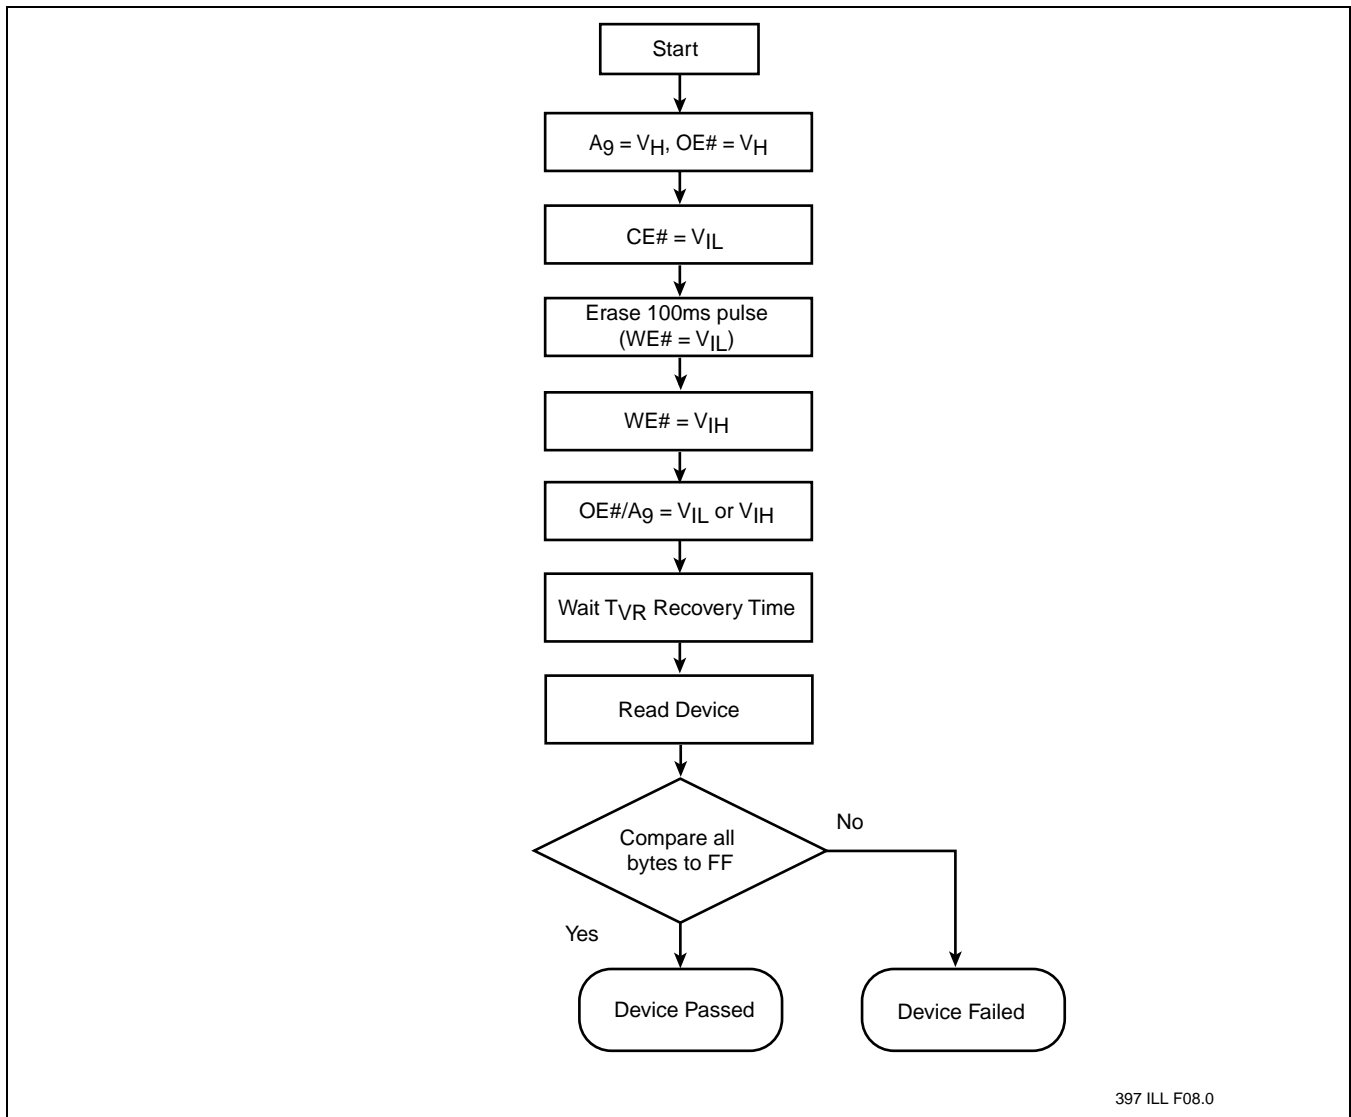 Start
A9 = VH, OE# = VH
CE# = VIL
Erase 100ms pulse
(WE# = VIL)
WE# = VIH
OE#/A9 = VIL or VIH
Wait TVR Recovery Time
Read Device
Compare all
bytes to FF
No
Yes
Device Passed
Device Failed
397 ILL F08.0